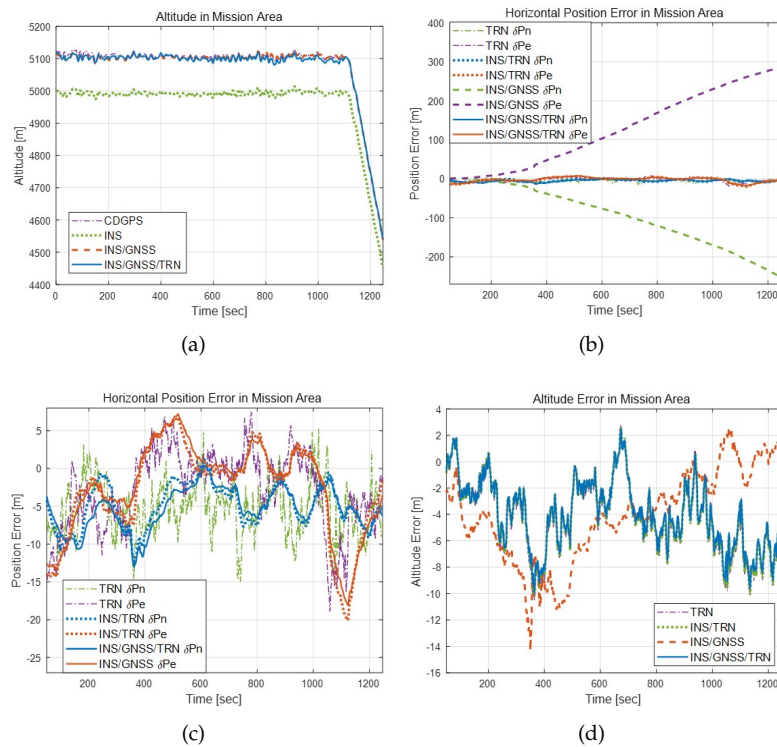 Altitude in Mission Area
5200
5100
5000
4900
4800
4700
4600
4500
4400
Altitude [m]
CDGPS
INS
INS/GNSS
INS/GNSS/TRN
0 200 400 600 800 1000 1200
Time [sec]
(a)
Horizontal Position Error in Mission Area
400
300
200
100
0
-100
-200
Position Error [m]
TRN δPn
TRN δPe
INS/TRN δPn
INS/TRN δPe
INS/GNSS δPn
INS/GNSS δPe
INS/GNSS/TRN δPn
INS/GNSS/TRN δPe
200 400 600 800 1000 1200
Time [sec]
(b)
Horizontal Position Error in Mission Area
5
0
-5
-10
-15
-20
-25
Position Error [m]
TRN δPn
TRN δPe
INS/TRN δPn
INS/TRN δPe
INS/GNSS/TRN δPn
INS/GNSS δPe
200 400 600 800 1000 1200
Time [sec]
(c)
Altitude Error in Mission Area
4
2
0
-2
-4
-6
-8
-10
-12
-14
-16
Altitude Error [m]
TRN
INS/TRN
INS/GNSS
INS/GNSS/TRN
200 400 600 800 1000 1200
Time [sec]
(d)